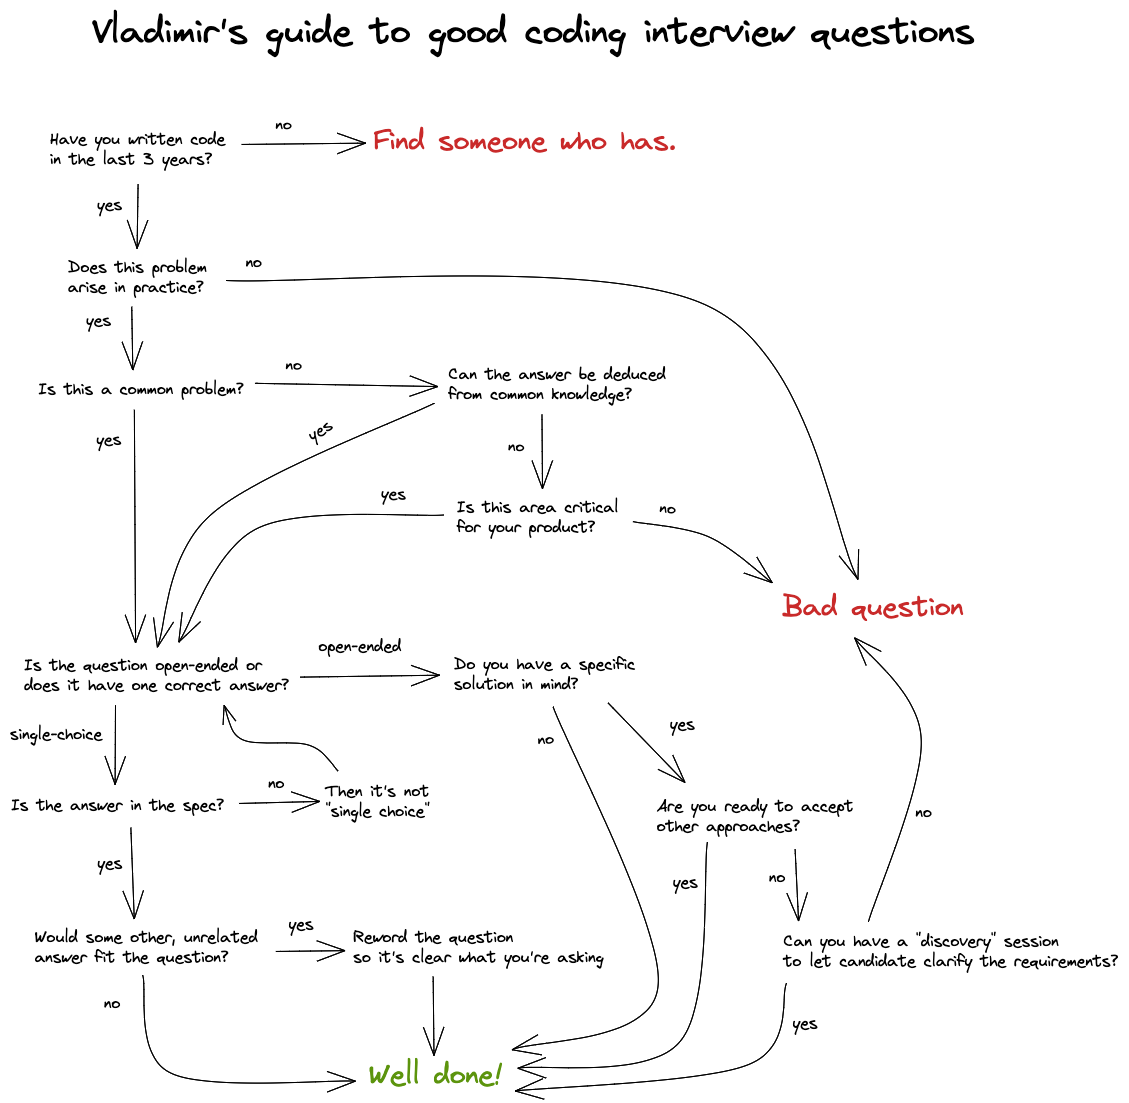 Vladimir's guide to good coding interview questions
Have you written code
in the last 3 years?
no
Find someone who has.
yes
Does this problem
arise in practice?
no
yes
Is this a common problem?
no
Can the answer be deduced
from common knowledge?
yes
yes
no
Is this area critical
for your product?
yes
no
Bad question
Is the question open-ended or
does it have one correct answer?
open-ended
Do you have a specific
solution in mind?
single-choice
no
yes
Is the answer in the spec?
no
Then it's not
"single choice"
Are you ready to accept
other approaches?
no
yes
yes
no
Would some other, unrelated
answer fit the question?
yes
Reword the question
so it's clear what you're asking
Can you have a "discovery" session
to let candidate clarify the requirements?
no
yes
Well done!